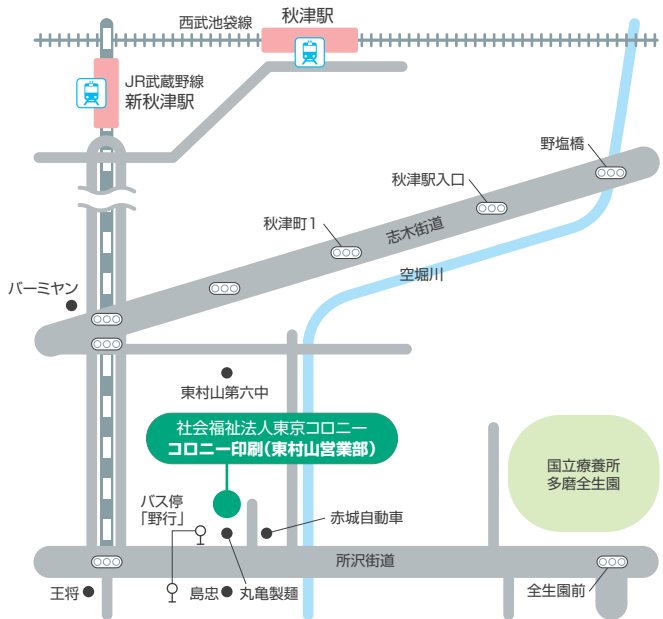 秋津駅
西武池袋線
JR武蔵野線
新秋津駅
野塩橋
秋津駅入口
秋津町1
志木街道
空堀川
バーミヤン
東村山第六中
社会福祉法人東京コロニー
コロニー印刷(東村山営業部)
国立療養所
多磨全生園
バス停
「野行」
赤城自動車
所沢街道
王将
島忠
丸亀製麺
全生園前